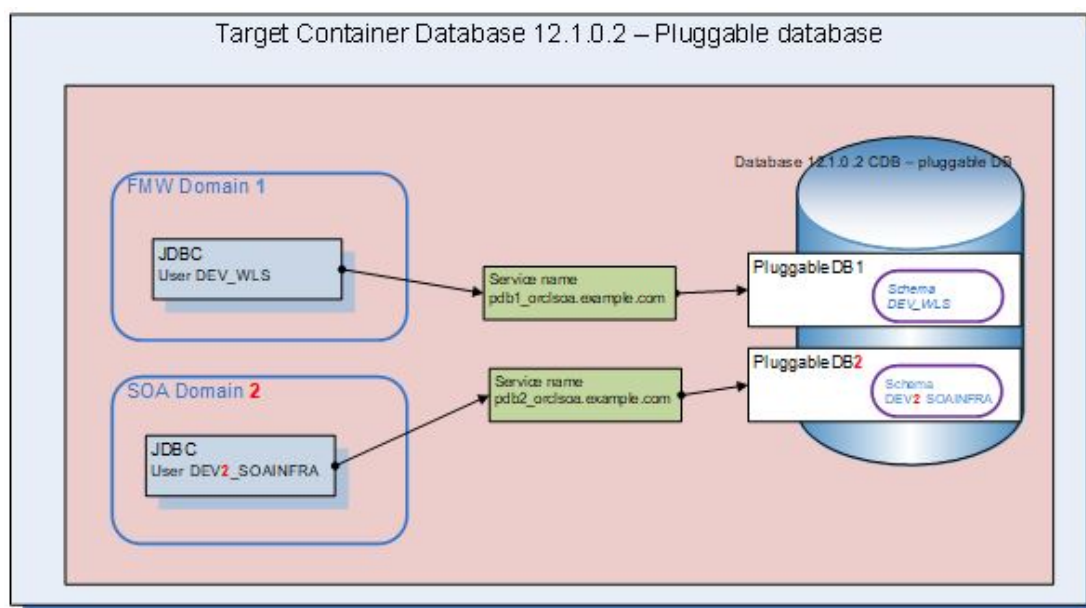 Target Container Database 12.1.0.2 – Pluggable database
Database 12.1.0.2 CDB – pluggable DB
FMW Domain 1
JDBC
User DEV_WLS
Service name
pdb1_orclsoa.example.com
PluggableDB1
Schema
DEV_WLS
SOA Domain 2
JDBC
User DEV2_SOAINFRA
Service name
pdb2_orclsoa.example.com
PluggableDB2
Schema
DEV2 SOAINFRA